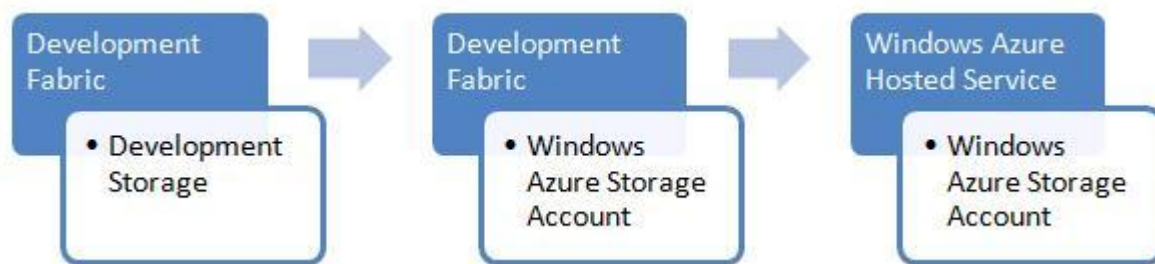 Development
Fabric
• Development
Storage
Development
Fabric
• Windows
Azure Storage
Account
Windows Azure
Hosted Service
• Windows
Azure Storage
Account